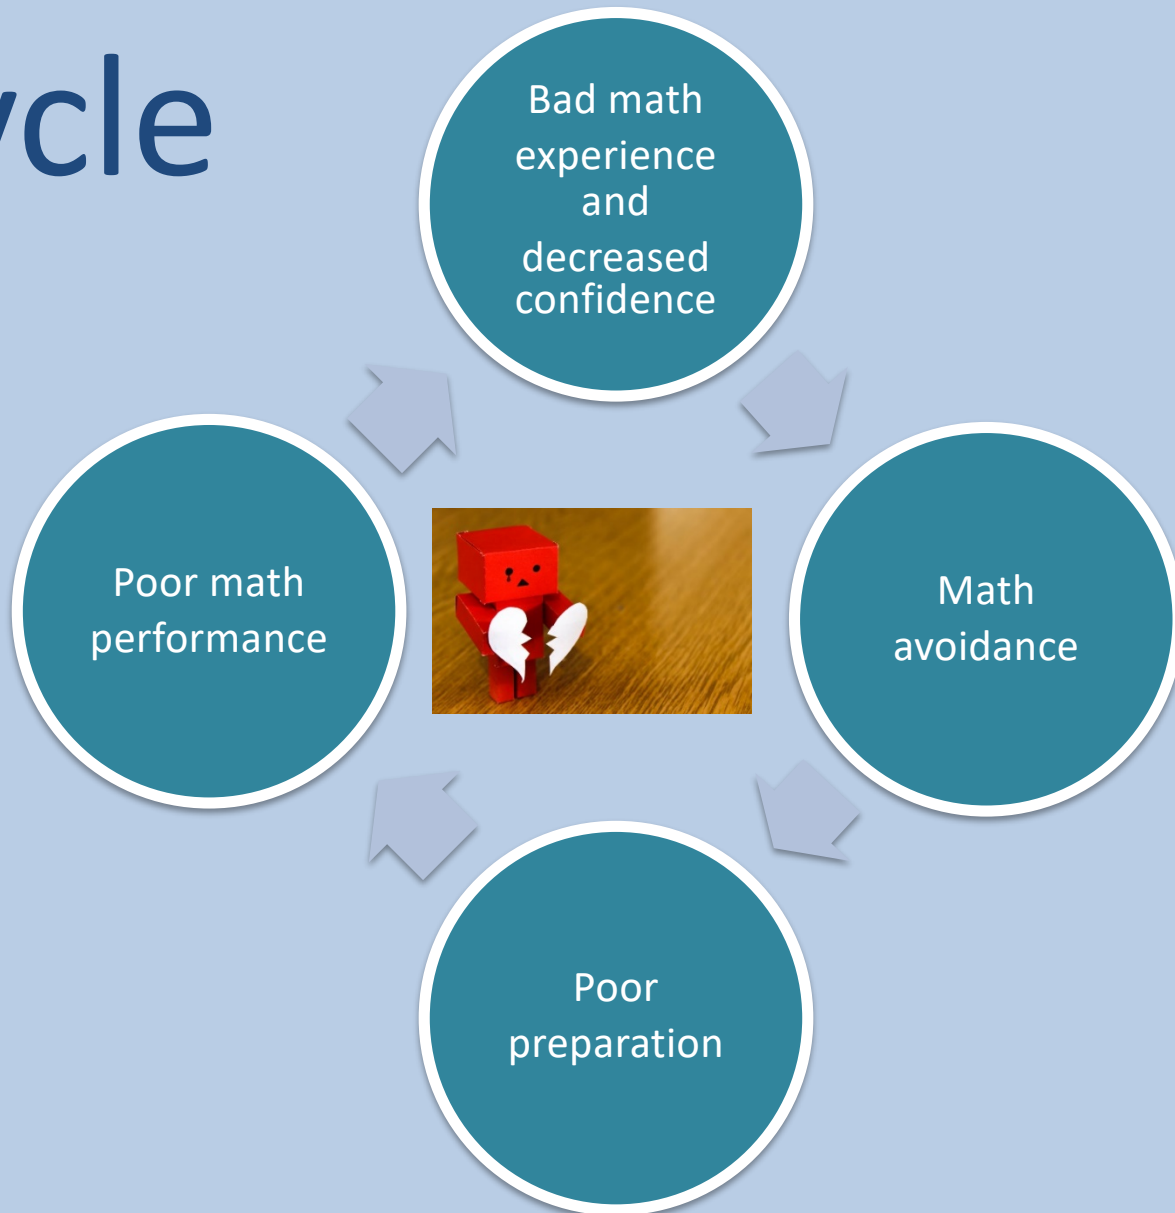 ycle
Bad math
experience
and
decreased
confidence
Poor math
performance
Math
avoidance
Poor
preparation